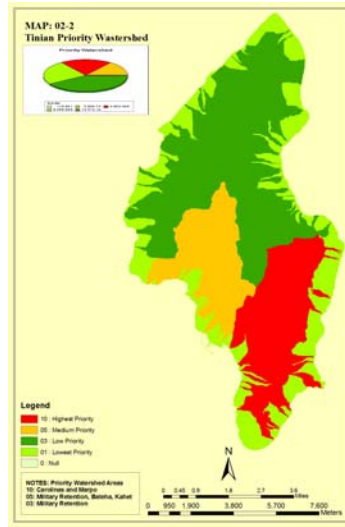 MAP: 02-2
Tinian Priority Wastershed
Priority Watershed
Legend
10 : Highest Priority
05 : Medium Priority
03 : Low Priority
01 : Lowest Priority
0 : Null
NOTES: Priority Watershed Areas
10: Carolinas and Marpo
05: Military Retention, Bateha, Kahet
03: Military Retention
N
0 0.45 0.9 1.8 2.7 3.6
Miles
0 950 1,900 3,800 5,700 7,600
Meters